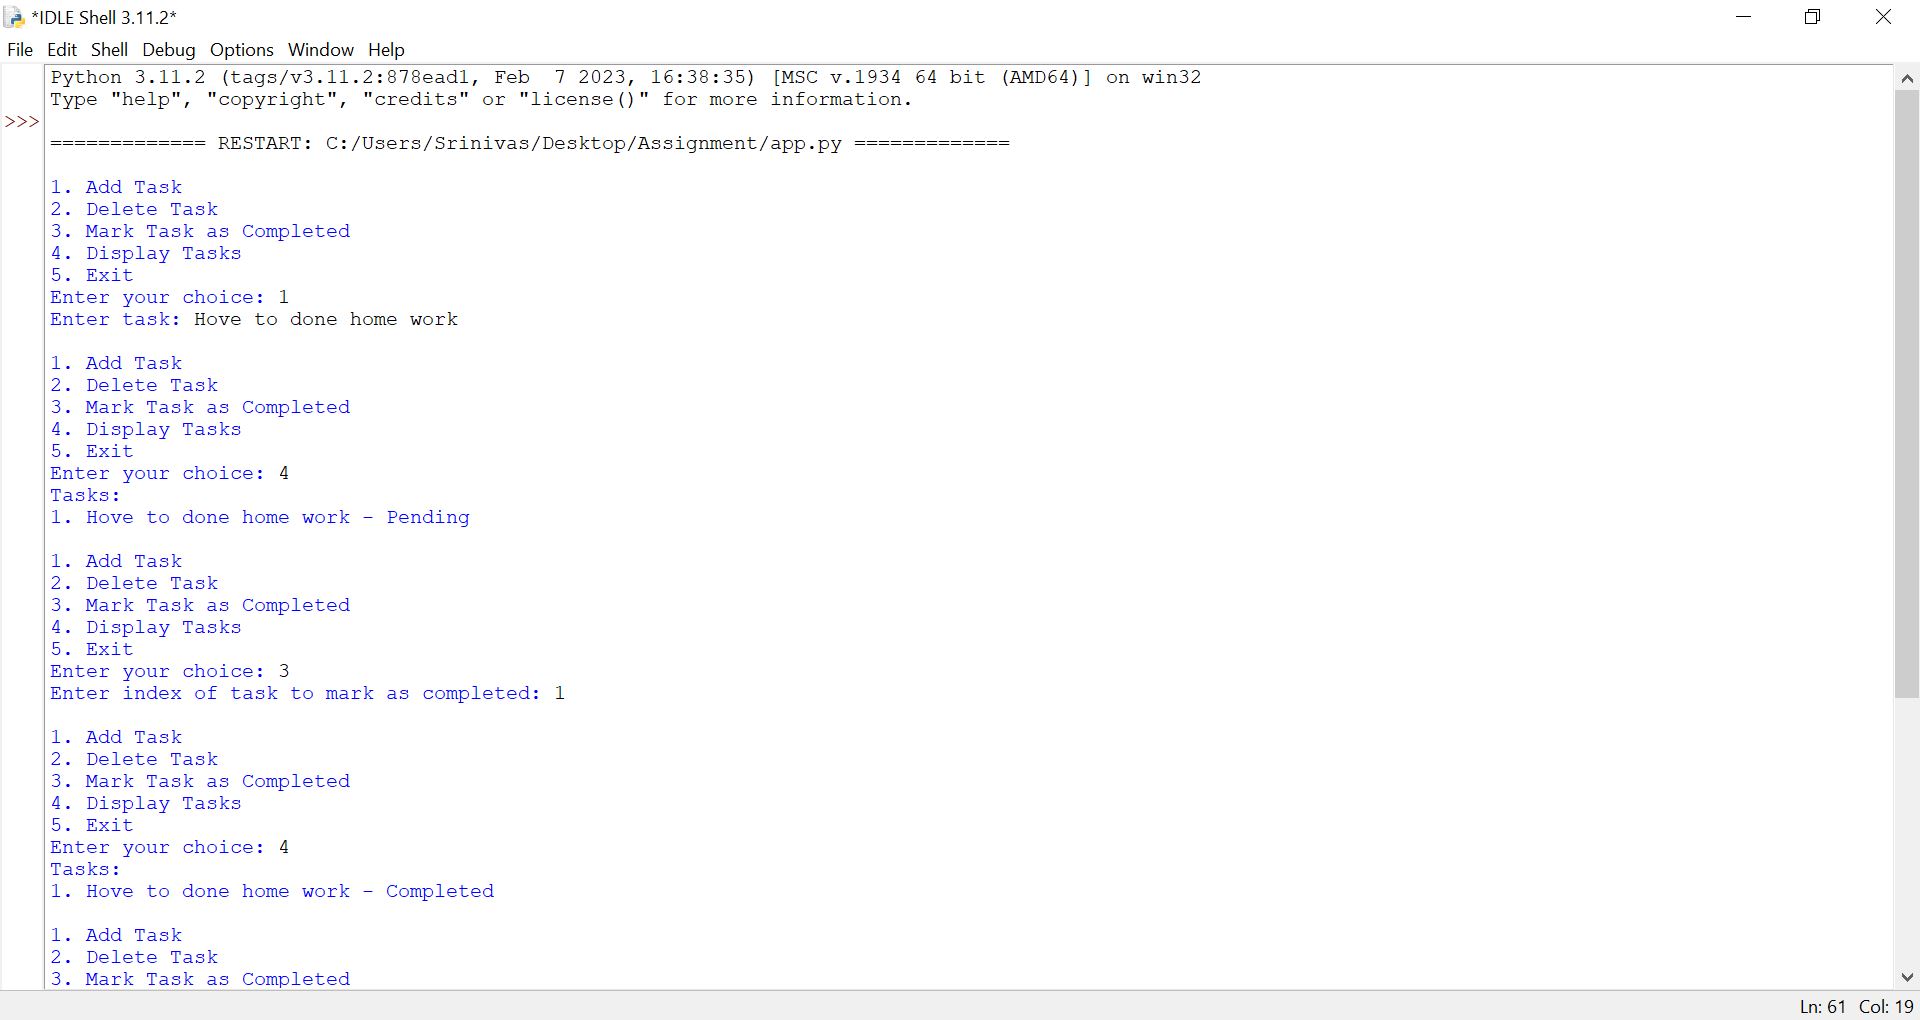 *IDLE Shell 3.11.2*
File Edit Shell Debug Options Window Help
Python 3.11.2 (tags/v3.11.2:878ead1, Feb  7 2023, 16:38:35) [MSC v.1934 64 bit (AMD64)] on win32
Type "help", "copyright", "credits" or "license()" for more information.
>>>
============= RESTART: C:/Users/Srinivas/Desktop/Assignment/app.py =============
1. Add Task
2. Delete Task
3. Mark Task as Completed
4. Display Tasks
5. Exit
Enter your choice: 1
Enter task: Hove to done home work
1. Add Task
2. Delete Task
3. Mark Task as Completed
4. Display Tasks
5. Exit
Enter your choice: 4
Tasks:
1. Hove to done home work - Pending
1. Add Task
2. Delete Task
3. Mark Task as Completed
4. Display Tasks
5. Exit
Enter your choice: 3
Enter index of task to mark as completed: 1
1. Add Task
2. Delete Task
3. Mark Task as Completed
4. Display Tasks
5. Exit
Enter your choice: 4
Tasks:
1. Hove to done home work - Completed
1. Add Task
2. Delete Task
3. Mark Task as Completed
Ln: 61 Col: 19